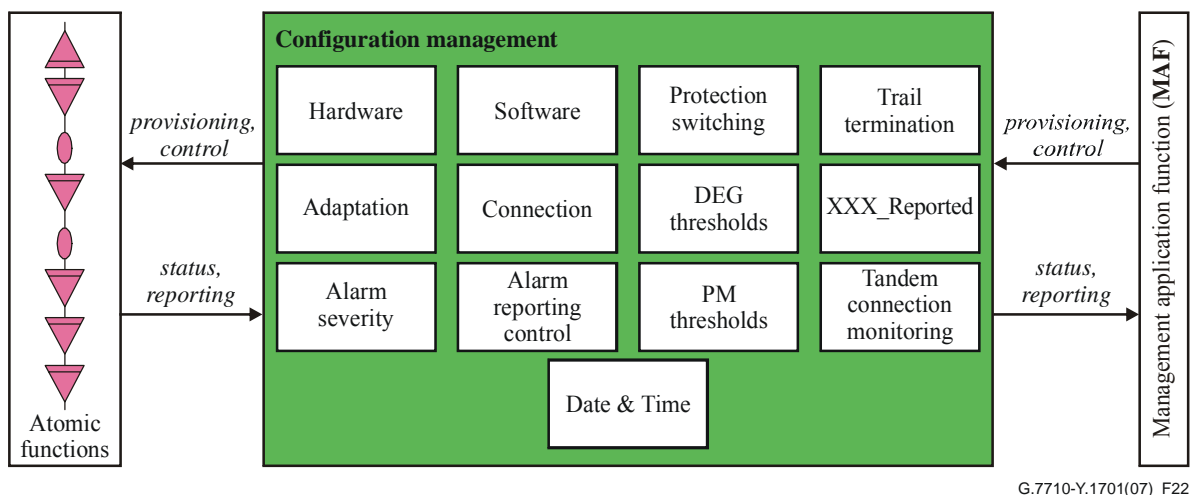 Configuration management
Hardware
Software
Protection
switching
Trail
termination
provisioning,
control
provisioning,
control
Adaptation
Connection
DEG
thresholds
XXX_Reported
status,
reporting
Alarm
severity
Alarm
reporting
control
PM
thresholds
Tandem
connection
monitoring
status,
reporting
Date & Time
Atomic
functions
Management application function (MAF)
G.7710-Y.1701(07)_F22